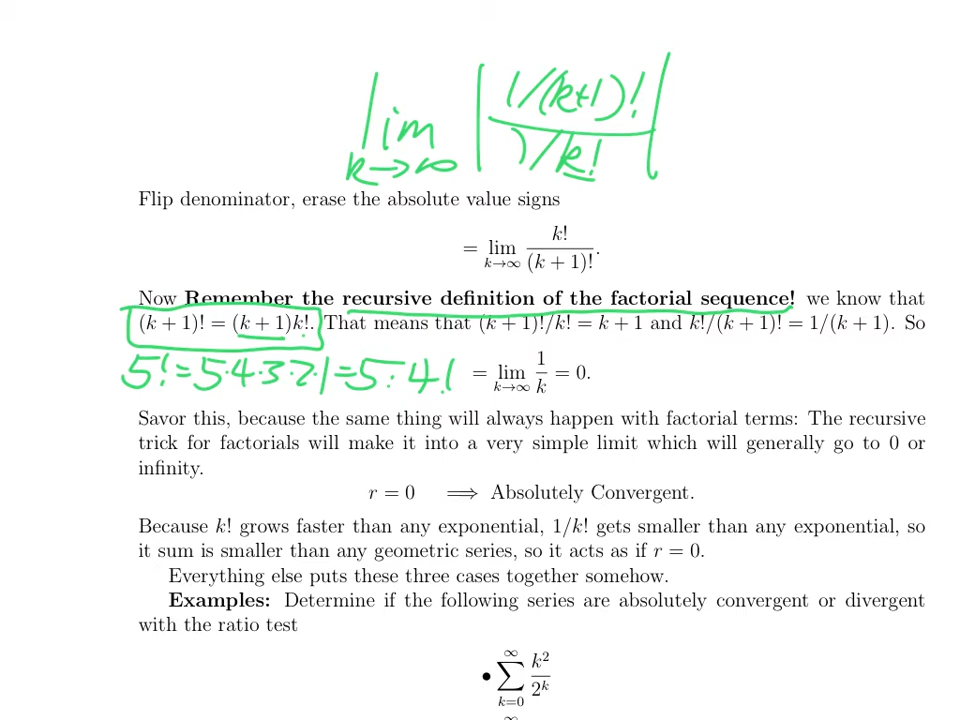 lim k→∞ | 1/(k+1)! / 1/k! |
Flip denominator, erase the absolute value signs
= lim k→∞ k!/(k + 1)!.
Now Remember the recursive definition of the factorial sequence! we know that
(k + 1)! = (k + 1)k!. That means that (k + 1)!/k! = k + 1 and k!/(k + 1)! = 1/(k + 1). So
5! = 5·4·3·2·1 = 5·4! = lim k→∞ 1/k = 0.
Savor this, because the same thing will always happen with factorial terms: The recursive
trick for factorials will make it into a very simple limit which will generally go to 0 or
infinity.
r = 0 ⟹ Absolutely Convergent.
Because k! grows faster than any exponential, 1/k! gets smaller than any exponential, so
it sum is smaller than any geometric series, so it acts as if r = 0.
Everything else puts these three cases together somehow.
Examples: Determine if the following series are absolutely convergent or divergent
with the ratio test
• ∑ k=0 ∞ k²/2ᵏ
∞